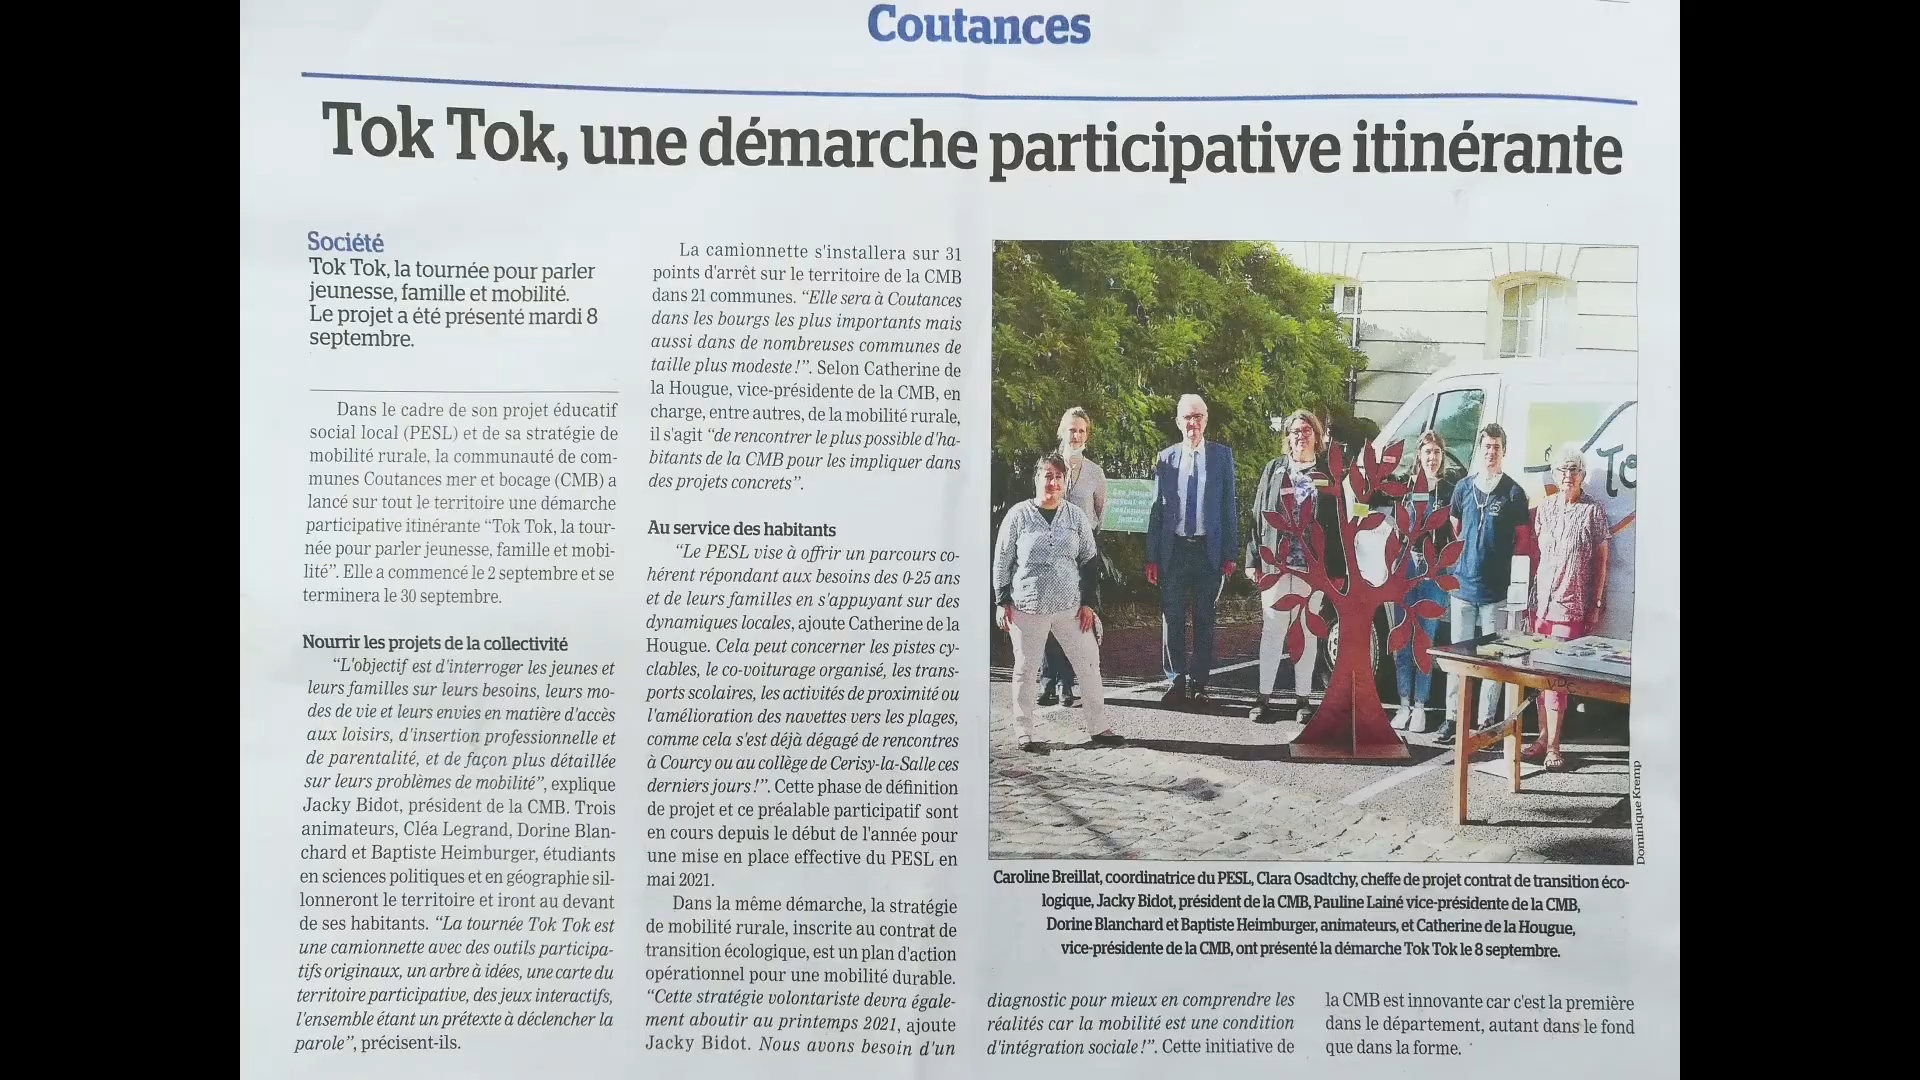 Coutances
Tok Tok, une démarche participative itinérante
Société
Tok Tok, la tournée pour parler
jeunesse, famille et mobilité.
Le projet a été présenté mardi 8
septembre.
Dans le cadre de son projet éducatif
social local (PESL) et de sa stratégie de
mobilité rurale, la communauté de com-
munes Coutances mer et bocage (CMB) a
lancé sur tout le territoire une démarche
participative itinérante “Tok Tok, la tour-
née pour parler jeunesse, famille et mobi-
lité”. Elle a commencé le 2 septembre et se
terminera le 30 septembre.
Nourrir les projets de la collectivité
“L'objectif est d'interroger les jeunes et
leurs familles sur leurs besoins, leurs mo-
des de vie et leurs envies en matière d'accès
aux loisirs, d'insertion professionnelle et
de parentalité, et de façon plus détaillée
sur leurs problèmes de mobilité”, explique
Jacky Bidot, président de la CMB. Trois
animateurs, Cléa Legrand, Dorine Blan-
chard et Baptiste Heimburger, étudiants
en sciences politiques et en géographie sil-
lonneront le territoire et iront au devant
de ses habitants. “La tournée Tok Tok est
une camionnette avec des outils participa-
tifs originaux, un arbre à idées, une carte du
territoire participative, des jeux interactifs,
l'ensemble étant un prétexte à déclencher la
parole”, précisent-ils.
La camionnette s'installera sur 31
points d'arrêt sur le territoire de la CMB
dans 21 communes. “Elle sera à Coutances
dans les bourgs les plus importants mais
aussi dans de nombreuses communes de
taille plus modeste !”. Selon Catherine de
la Hougue, vice-présidente de la CMB, en
charge, entre autres, de la mobilité rurale,
il s'agit “de rencontrer le plus possible d'ha-
bitants de la CMB pour les impliquer dans
des projets concrets”.
Au service des habitants
“Le PESL vise à offrir un parcours co-
hérent répondant aux besoins des 0-25 ans
et de leurs familles en s'appuyant sur des
dynamiques locales, ajoute Catherine de la
Hougue. Cela peut concerner les pistes cy-
clables, le co-voiturage organisé, les trans-
ports scolaires, les activités de proximité ou
l'amélioration des navettes vers les plages,
comme cela s'est déjà dégagé de rencontres
à Courcy ou au collège de Cerisy-la-Salle ces
derniers jours !”. Cette phase de définition
de projet et ce préalable participatif sont
en cours depuis le début de l'année pour
une mise en place effective du PESL en
mai 2021.
Dans la même démarche, la stratégie
de mobilité rurale, inscrite au contrat de
transition écologique, est un plan d'action
opérationnel pour une mobilité durable.
“Cette stratégie volontariste devra égale-
ment aboutir au printemps 2021, ajoute
Jacky Bidot. Nous avons besoin d'un
To
VDC
Dominique Kremp
Caroline Breillat, coordinatrice du PESL, Clara Osadtchy, cheffe de projet contrat de transition éco-
logique, Jacky Bidot, président de la CMB, Pauline Lainé vice-présidente de la CMB,
Dorine Blanchard et Baptiste Heimburger, animateurs, et Catherine de la Hougue,
vice-présidente de la CMB, ont présenté la démarche Tok Tok le 8 septembre.
diagnostic pour mieux en comprendre les
réalités car la mobilité est une condition
d'intégration sociale !”. Cette initiative de
la CMB est innovante car c'est la première
dans le département, autant dans le fond
que dans la forme.